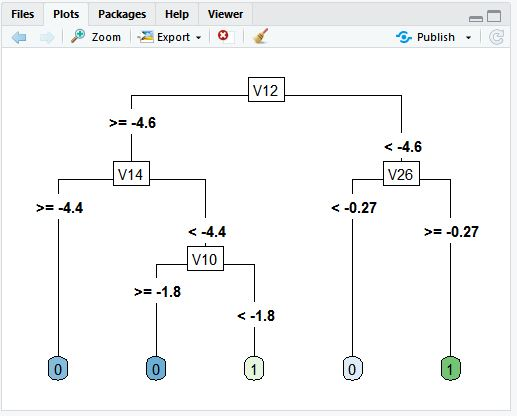 Files Plots Packages Help Viewer
Zoom Export Publish
V12
>= -4.6
< -4.6
V14 V26
>= -4.4 < -0.27
< -4.4 >= -0.27
V10
>= -1.8
< -1.8
0 0 1 0 1